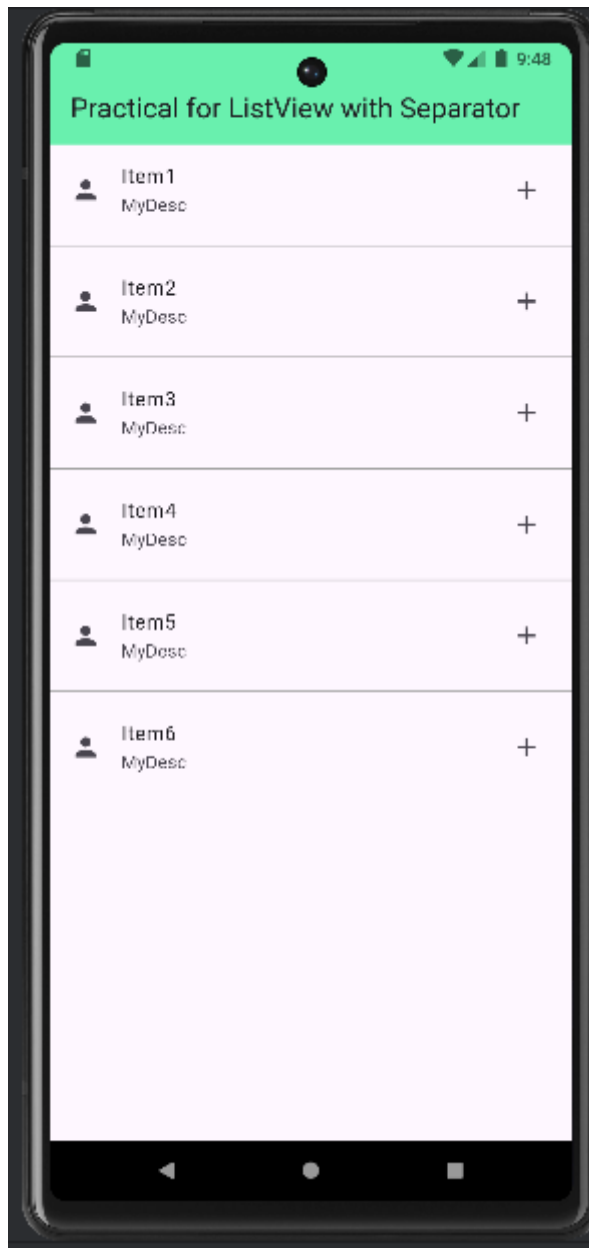 9:48
Practical for ListView with Separator
Item1
MyDesc
Item2
MyDesc
Item3
MyDesc
Item4
MyDesc
Item5
MyDesc
Item6
MyDesc